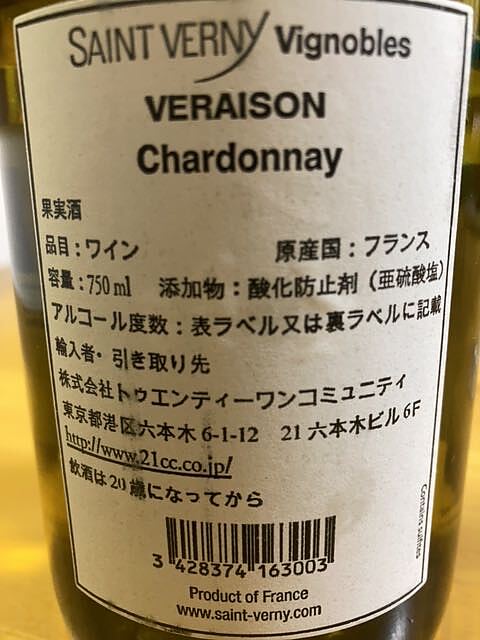 SAINT VERNY Vignobles
VERAISON
Chardonnay
果実酒
品目：ワイン 原産国：フランス
容量：750 ml 添加物：酸化防止剤（亜硫酸塩）
アルコール度数：表ラベル又は裏ラベルに記載
輸入者・引き取り先
株式会社トゥエンティーワンコミュニティ
東京都港区六本木 6-1-12 21 六本木ビル 6F
http://www.21cc.co.jp/
飲酒は20歳になってから
Contains sulfites
3 428374 163003
Product of France
www.saint-verny.com